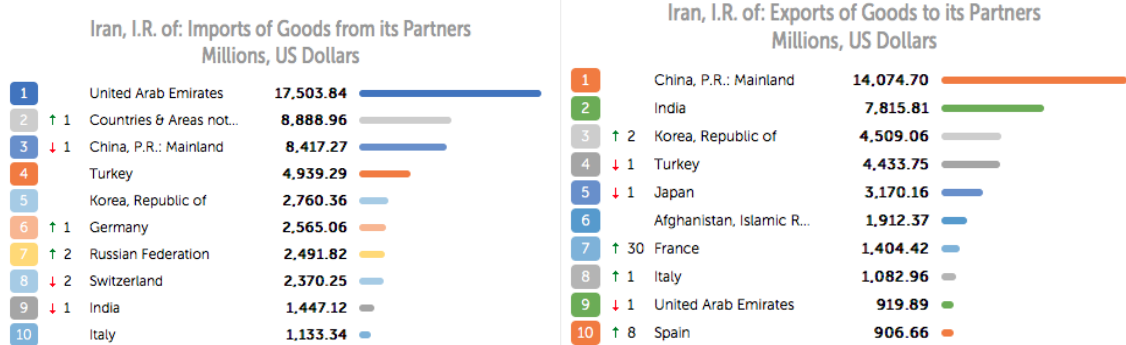 Iran, I.R. of: Imports of Goods from its Partners
Millions, US Dollars
1 United Arab Emirates 17,503.84
2 ↑ 1 Countries & Areas not... 8,888.96
3 ↓ 1 China, P.R.: Mainland 8,417.27
4 Turkey 4,939.29
5 Korea, Republic of 2,760.36
6 ↑ 1 Germany 2,565.06
7 ↑ 2 Russian Federation 2,491.82
8 ↓ 2 Switzerland 2,370.25
9 ↓ 1 India 1,447.12
10 Italy 1,133.34
Iran, I.R. of: Exports of Goods to its Partners
Millions, US Dollars
1 China, P.R.: Mainland 14,074.70
2 India 7,815.81
3 ↑ 2 Korea, Republic of 4,509.06
4 ↓ 1 Turkey 4,433.75
5 ↓ 1 Japan 3,170.16
6 Afghanistan, Islamic R... 1,912.37
7 ↑ 30 France 1,404.42
8 ↑ 1 Italy 1,082.96
9 ↓ 1 United Arab Emirates 919.89
10 ↑ 8 Spain 906.66